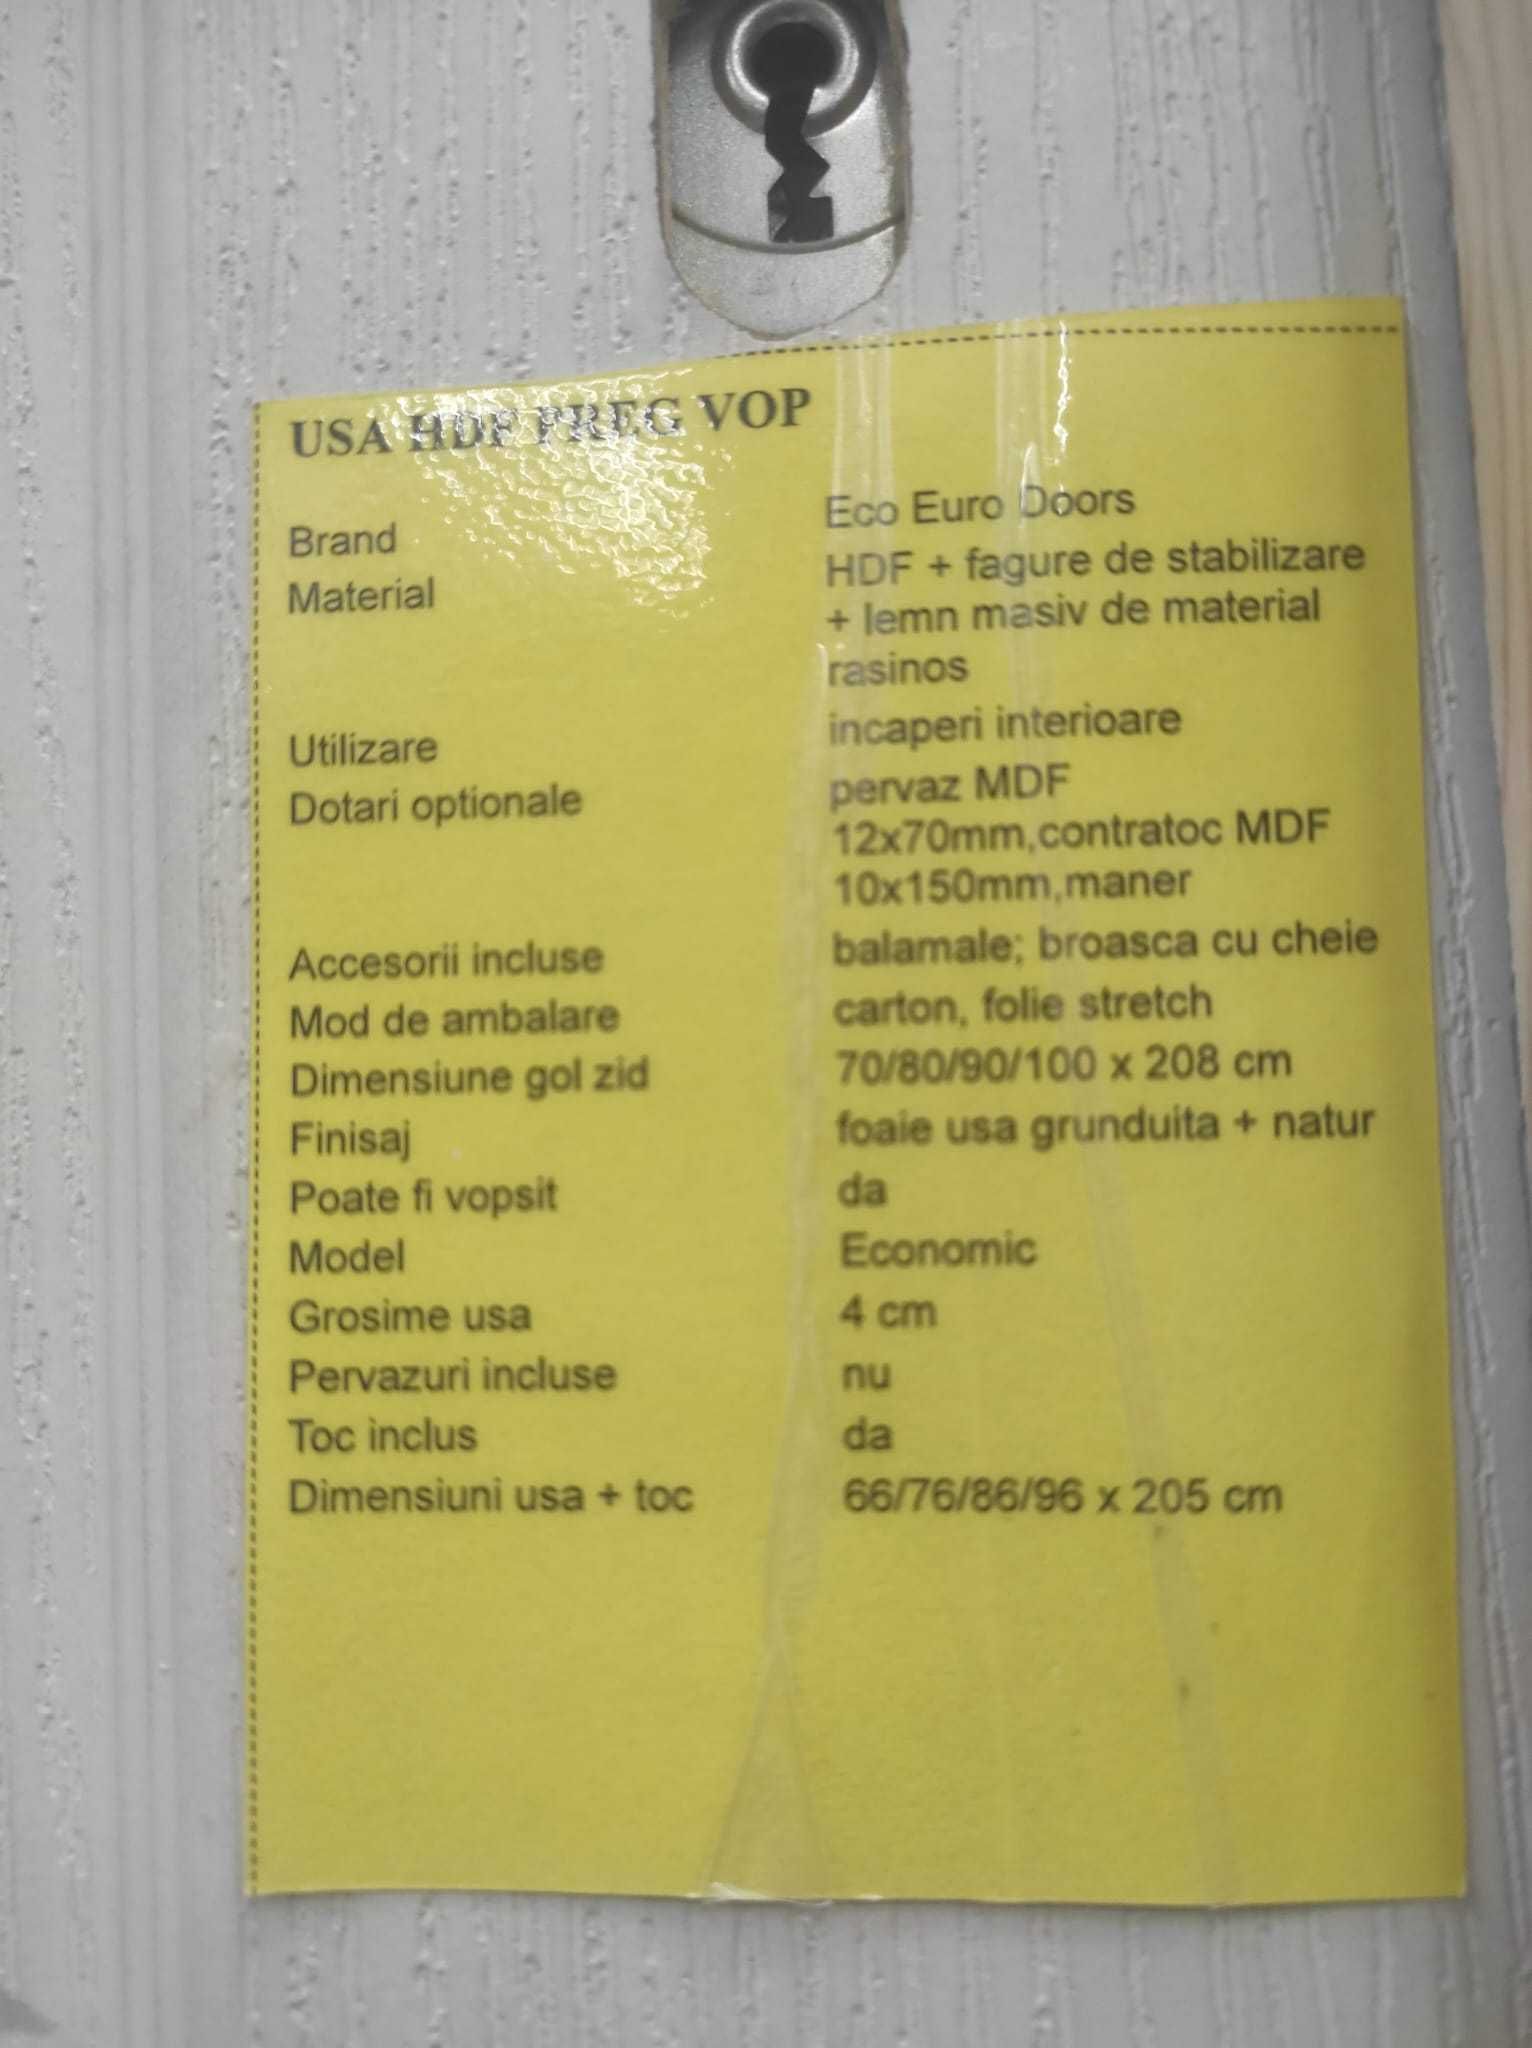 USA HDF PREG VOP
Brand Eco Euro Doors
Material HDF + fagure de stabilizare
+ lemn masiv de material
rasinos
Utilizare incaperi interioare
Dotari optionale pervaz MDF
12x70mm,contratoc MDF
10x150mm,maner
Accesorii incluse balamale; broasca cu cheie
Mod de ambalare carton, folie stretch
Dimensiune gol zid 70/80/90/100 x 208 cm
Finisaj foaie usa grunduita + natur
Poate fi vopsit da
Model Economic
Grosime usa 4 cm
Pervazuri incluse nu
Toc inclus da
Dimensiuni usa + toc 66/76/86/96 x 205 cm